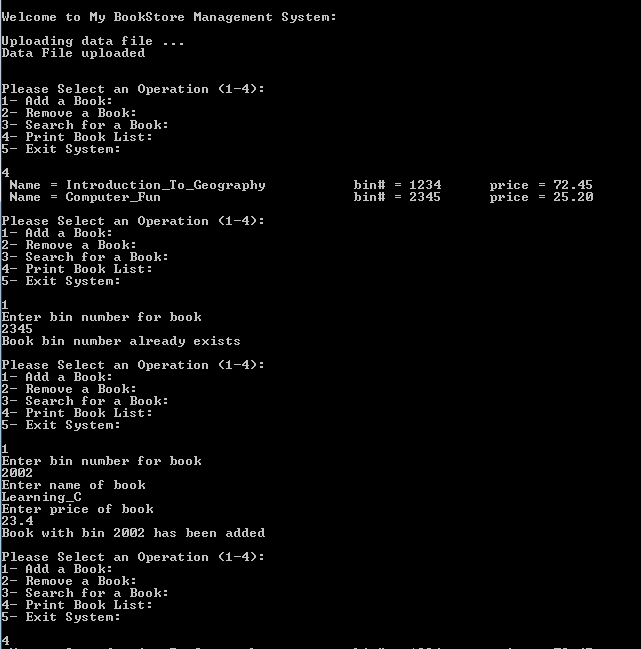 Welcome to My BookStore Management System:
Uploading data file ...
Data File uploaded
Please Select an Operation (1-4):
1- Add a Book:
2- Remove a Book:
3- Search for a Book:
4- Print Book List:
5- Exit System:
4
Name = Introduction_To_Geography bin# = 1234 price = 72.45
Name = Computer_Fun bin# = 2345 price = 25.20
Please Select an Operation (1-4):
1- Add a Book:
2- Remove a Book:
3- Search for a Book:
4- Print Book List:
5- Exit System:
1
Enter bin number for book
2345
Book bin number already exists
Please Select an Operation (1-4):
1- Add a Book:
2- Remove a Book:
3- Search for a Book:
4- Print Book List:
5- Exit System:
1
Enter bin number for book
2002
Enter name of book
Learning_C
Enter price of book
23.4
Book with bin 2002 has been added
Please Select an Operation (1-4):
1- Add a Book:
2- Remove a Book:
3- Search for a Book:
4- Print Book List:
5- Exit System:
4